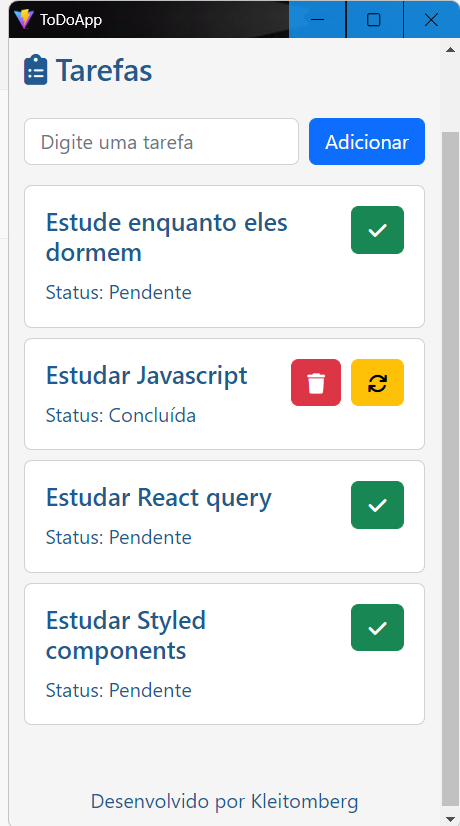 ToDoApp
Tarefas
Digite uma tarefa
Adicionar
Estude enquanto eles
dormem
Status: Pendente
Estudar Javascript
Status: Concluída
Estudar React query
Status: Pendente
Estudar Styled
components
Status: Pendente
Desenvolvido por Kleitomberg